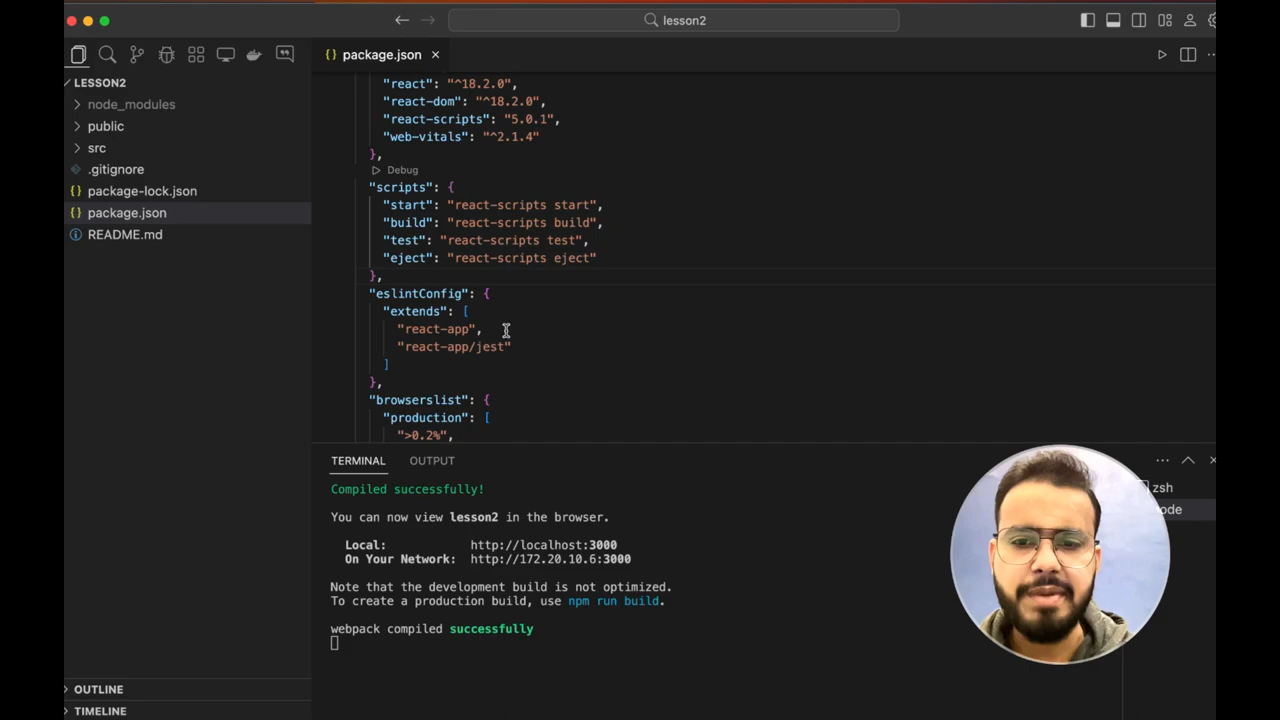 lesson2
LESSON2
node_modules
public
src
.gitignore
package-lock.json
package.json
README.md
OUTLINE
TIMELINE
{} package.json ×
"react": "^18.2.0",
"react-dom": "^18.2.0",
"react-scripts": "5.0.1",
"web-vitals": "^2.1.4"
},
Debug
"scripts": {
"start": "react-scripts start",
"build": "react-scripts build",
"test": "react-scripts test",
"eject": "react-scripts eject"
},
"eslintConfig": {
"extends": [
"react-app",
"react-app/jest"
]
},
"browserslist": {
"production": [
">0.2%",
TERMINAL OUTPUT
Compiled successfully!
You can now view lesson2 in the browser.
Local: http://localhost:3000
On Your Network: http://172.20.10.6:3000
Note that the development build is not optimized.
To create a production build, use npm run build.
webpack compiled successfully
zsh